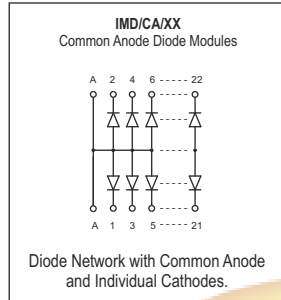 IMD/CA/XX
Common Anode Diode Modules
A 2 4 6 ----- 22
A 1 3 5 ----- 21
Diode Network with Common Anode
and Individual Cathodes.